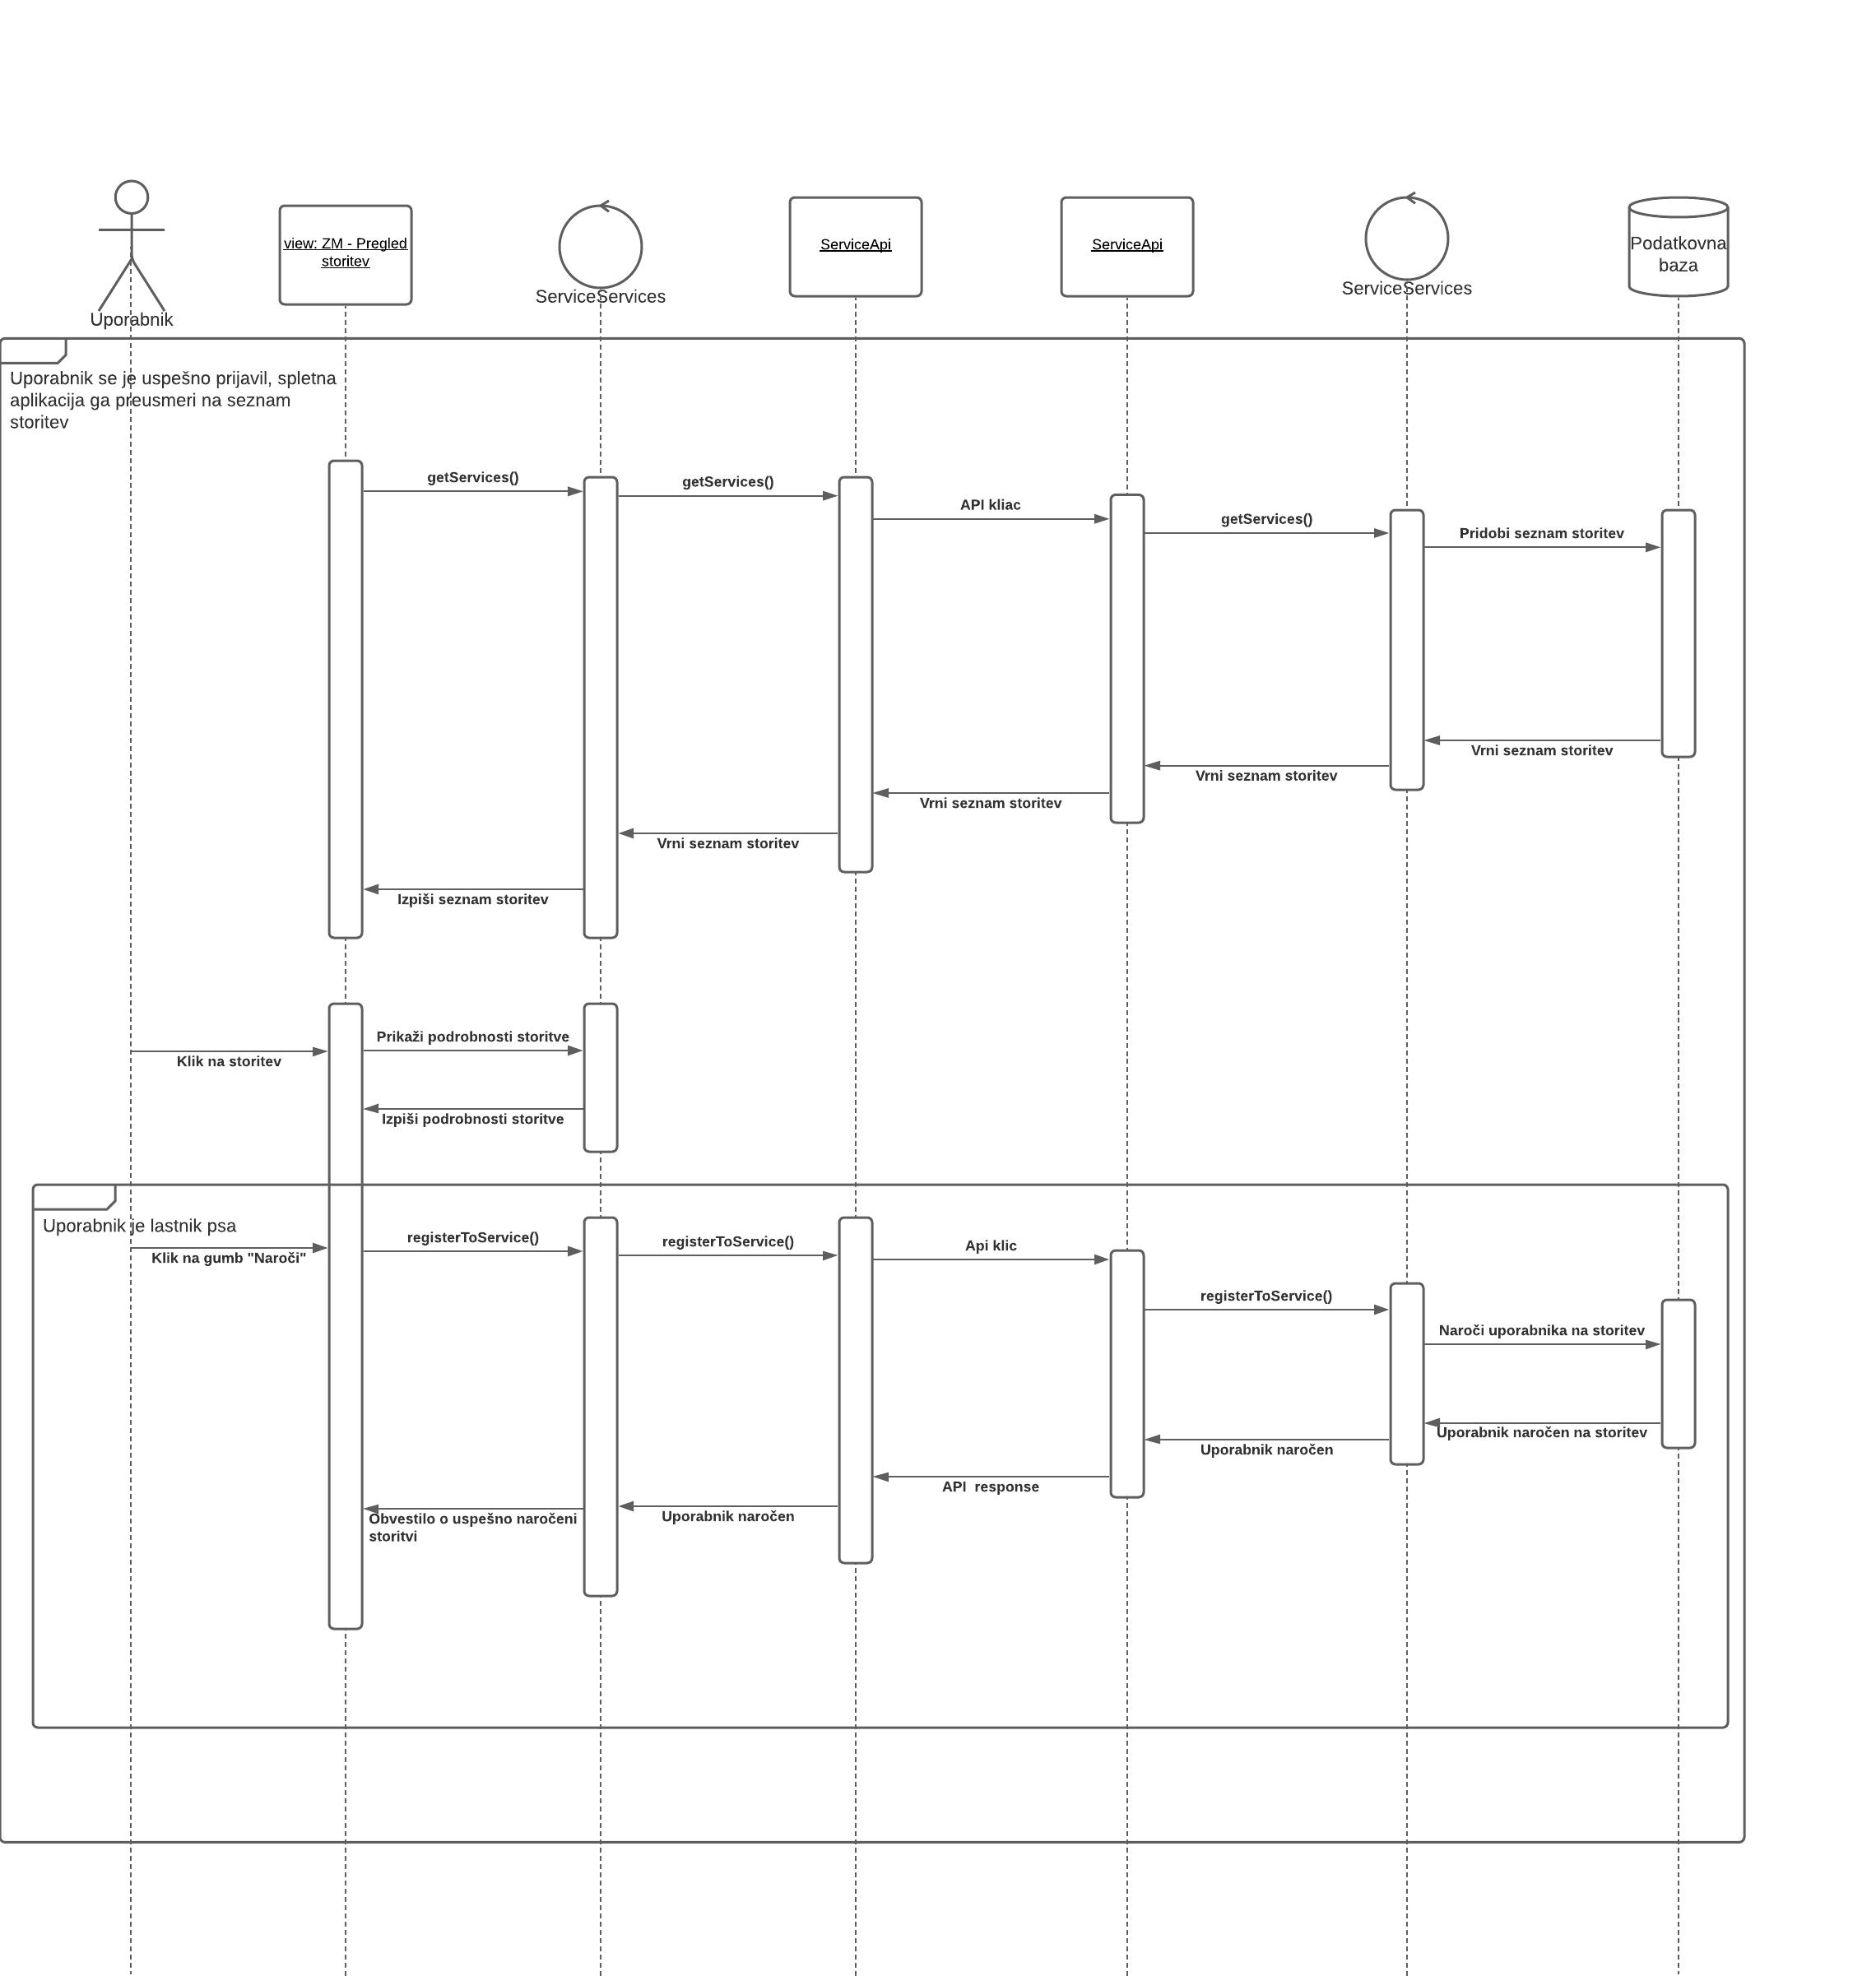 view: ZM - Pregled
storitev
ServiceServices
ServiceApi
ServiceApi
ServiceServices
Podatkovna
baza
Uporabnik
Uporabnik se je uspešno prijavil, spletna
aplikacija ga preusmeri na seznam
storitev
getServices()
getServices()
API kliac
getServices()
Pridobi seznam storitev
Vrni seznam storitev
Vrni seznam storitev
Vrni seznam storitev
Vrni seznam storitev
Izpiši seznam storitev
Prikaži podrobnosti storitve
Klik na storitev
Izpiši podrobnosti storitve
Uporabnik je lastnik psa
Klik na gumb "Naroči"
registerToService()
registerToService()
Api klic
registerToService()
Naroči uporabnika na storitev
Uporabnik naročen na storitev
Uporabnik naročen
API  response
Uporabnik naročen
Obvestilo o uspešno naročeni
storitvi